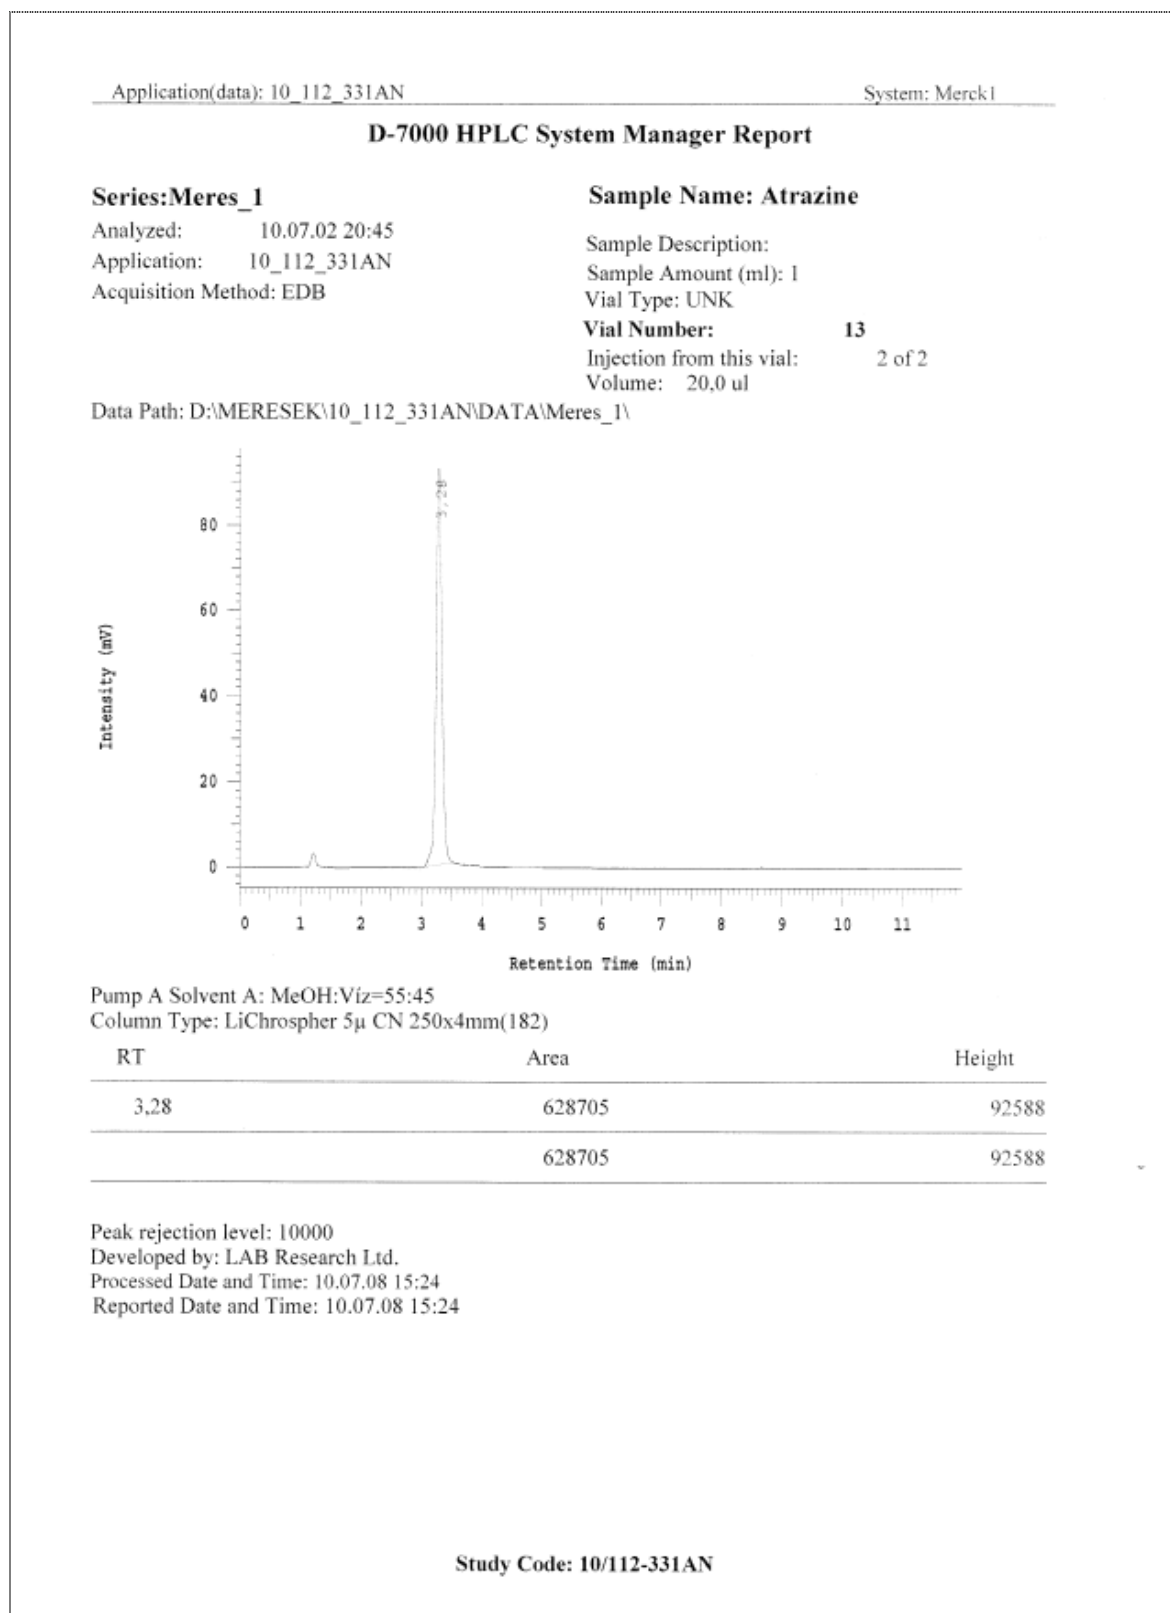 Application(data): 10_112_331AN System: Merck1
D-7000 HPLC System Manager Report
Series:Meres_1
Analyzed: 10.07.02 20:45
Application: 10_112_331AN
Acquisition Method: EDB
Sample Name: Atrazine
Sample Description:
Sample Amount (ml): 1
Vial Type: UNK
Vial Number: 13
Injection from this vial: 2 of 2
Volume: 20,0 ul
Data Path: D:\MERESEK\10_112_331AN\DATA\Meres_1\
3,28
80
60
40
20
0
Intensity (mV)
0 1 2 3 4 5 6 7 8 9 10 11
Retention Time (min)
Pump A Solvent A: MeOH:Víz=55:45
Column Type: LiChrospher 5µ CN 250x4mm(182)
RT Area Height
3,28 628705 92588
628705 92588
Peak rejection level: 10000
Developed by: LAB Research Ltd.
Processed Date and Time: 10.07.08 15:24
Reported Date and Time: 10.07.08 15:24
Study Code: 10/112-331AN